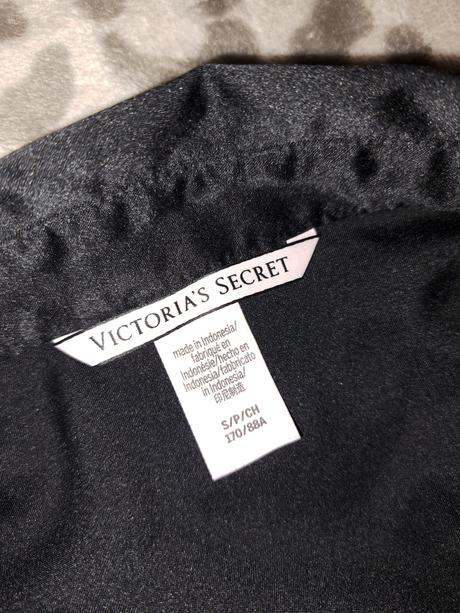 VICTORIA'S SECRET
made in Indonesia/
fabriqué en
Indonésie/hecho en
Indonesia/fabbricato
in Indonesia/
印尼制造
S/P/CH
170/88A